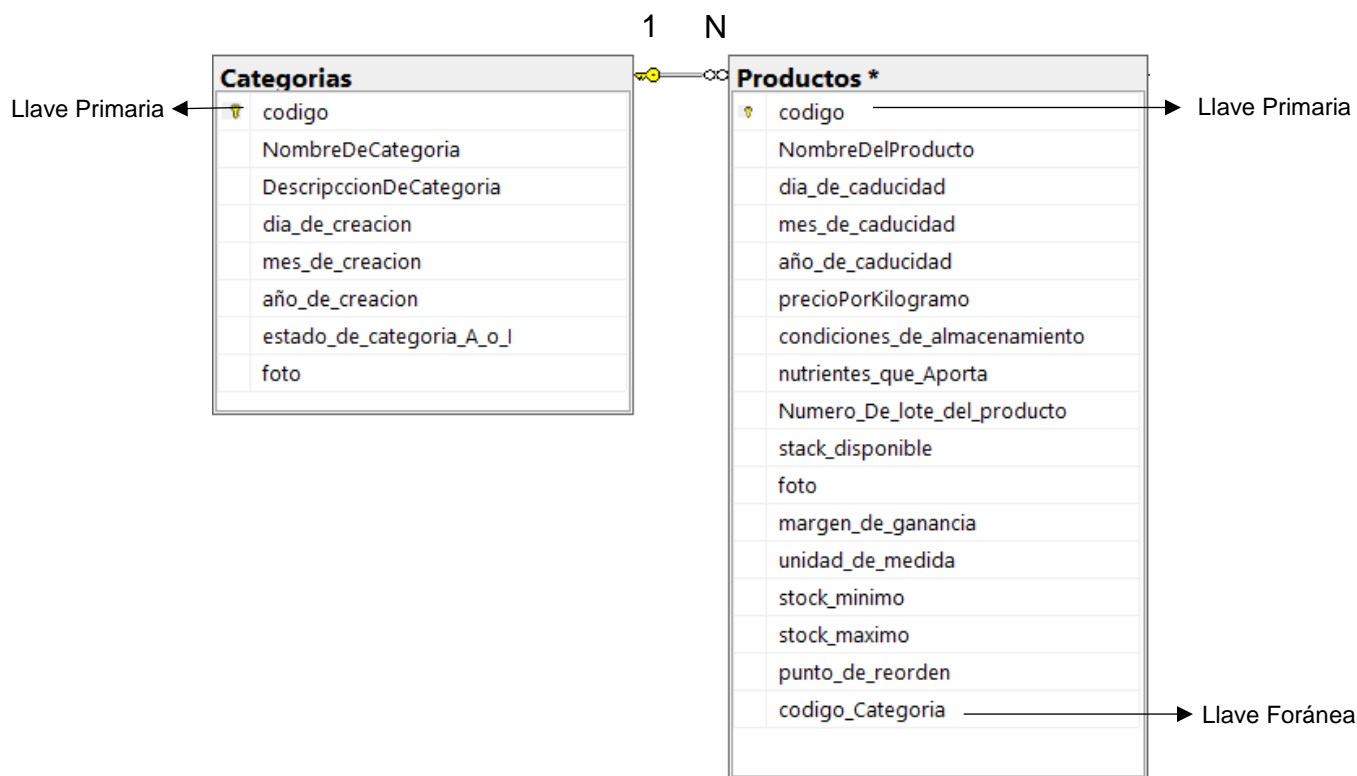 1 N
Categorias
Llave Primaria
codigo
NombreDeCategoria
DescripccionDeCategoria
dia_de_creacion
mes_de_creacion
año_de_creacion
estado_de_categoria_A_o_I
foto
Productos *
codigo
Llave Primaria
NombreDelProducto
dia_de_caducidad
mes_de_caducidad
año_de_caducidad
precioPorKilogramo
condiciones_de_almacenamiento
nutrientes_que_Aporta
Numero_De_lote_del_producto
stack_disponible
foto
margen_de_ganancia
unidad_de_medida
stock_minimo
stock_maximo
punto_de_reorden
codigo_Categoria
Llave Foránea